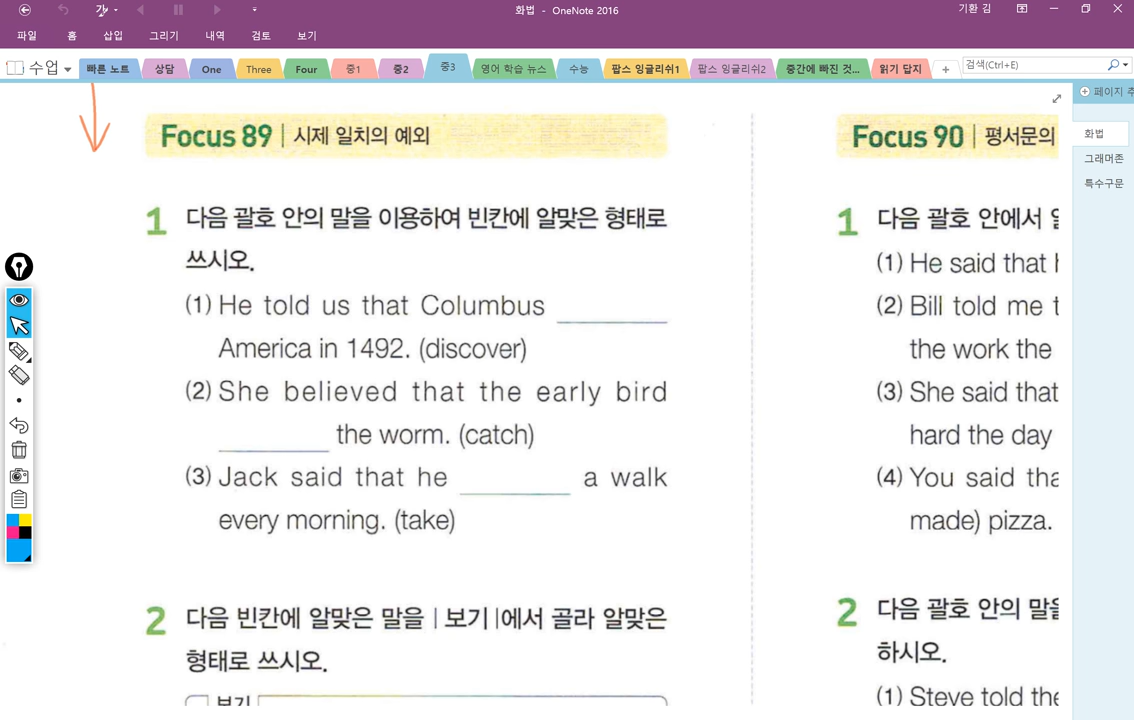 화법 - OneNote 2016
기환 김
파일 홈 삽입 그리기 내역 검토 보기
수업 빠른 노트 상담 One Three Four 중1 중2 중3 영어 학습 뉴스 수능 팝스 잉글리쉬1 팝스 잉글리쉬2 중간에 빠진 것... 읽기 답지 + 검색(Ctrl+E)
페이지 추
화법
그래머존
특수구문
Focus 89 | 시제 일치의 예외
1 다음 괄호 안의 말을 이용하여 빈칸에 알맞은 형태로
쓰시오.
(1) He told us that Columbus ________
America in 1492. (discover)
(2) She believed that the early bird
________ the worm. (catch)
(3) Jack said that he ________ a walk
every morning. (take)
2 다음 빈칸에 알맞은 말을 |보기|에서 골라 알맞은
형태로 쓰시오.
보기
Focus 90 | 평서문의
1 다음 괄호 안에서
(1) He said that
(2) Bill told me
the work the
(3) She said that
hard the day
(4) You said tha
made) pizza.
2 다음 괄호 안의 말을
하시오.
(1) Steve told the